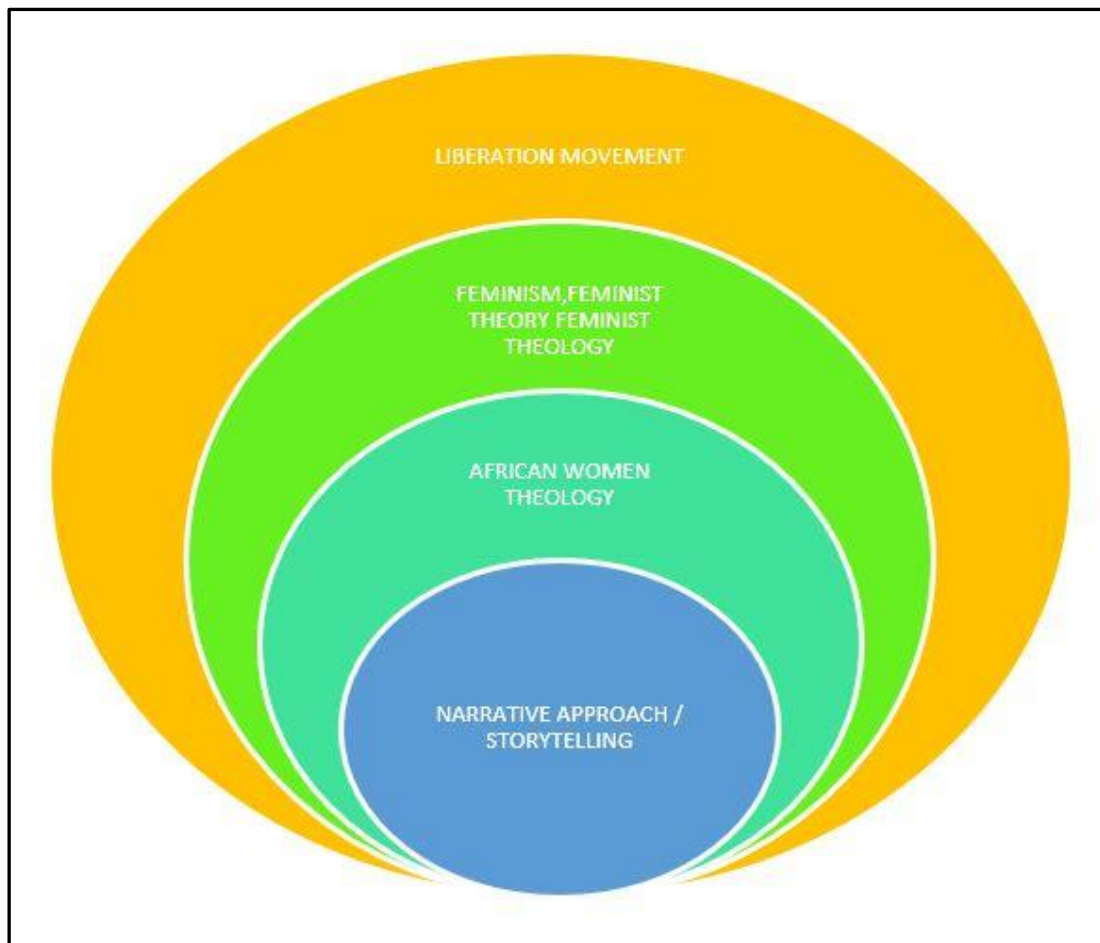 LIBERATION MOVEMENT
FEMINISM,FEMINIST
THEORY FEMINIST
THEOLOGY
AFRICAN WOMEN
THEOLOGY
NARRATIVE APPROACH /
STORYTELLING